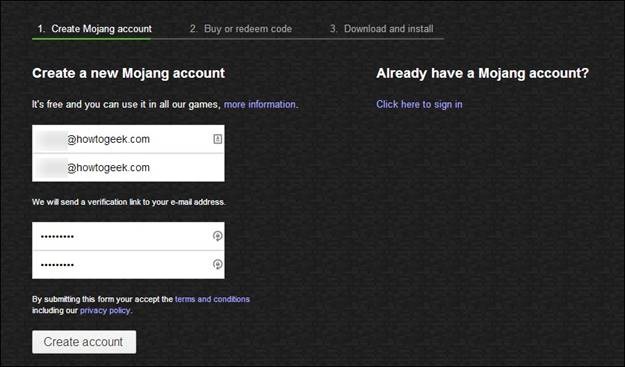 1. Create Mojang account
2. Buy or redeem code
3. Download and install
Create a new Mojang account
It's free and you can use it in all our games, more information.
@howtogeek.com
@howtogeek.com
We will send a verification link to your e-mail address.
•••••••••
•••••••••
By submitting this form your accept the terms and conditions
including our privacy policy.
Create account
Already have a Mojang account?
Click here to sign in